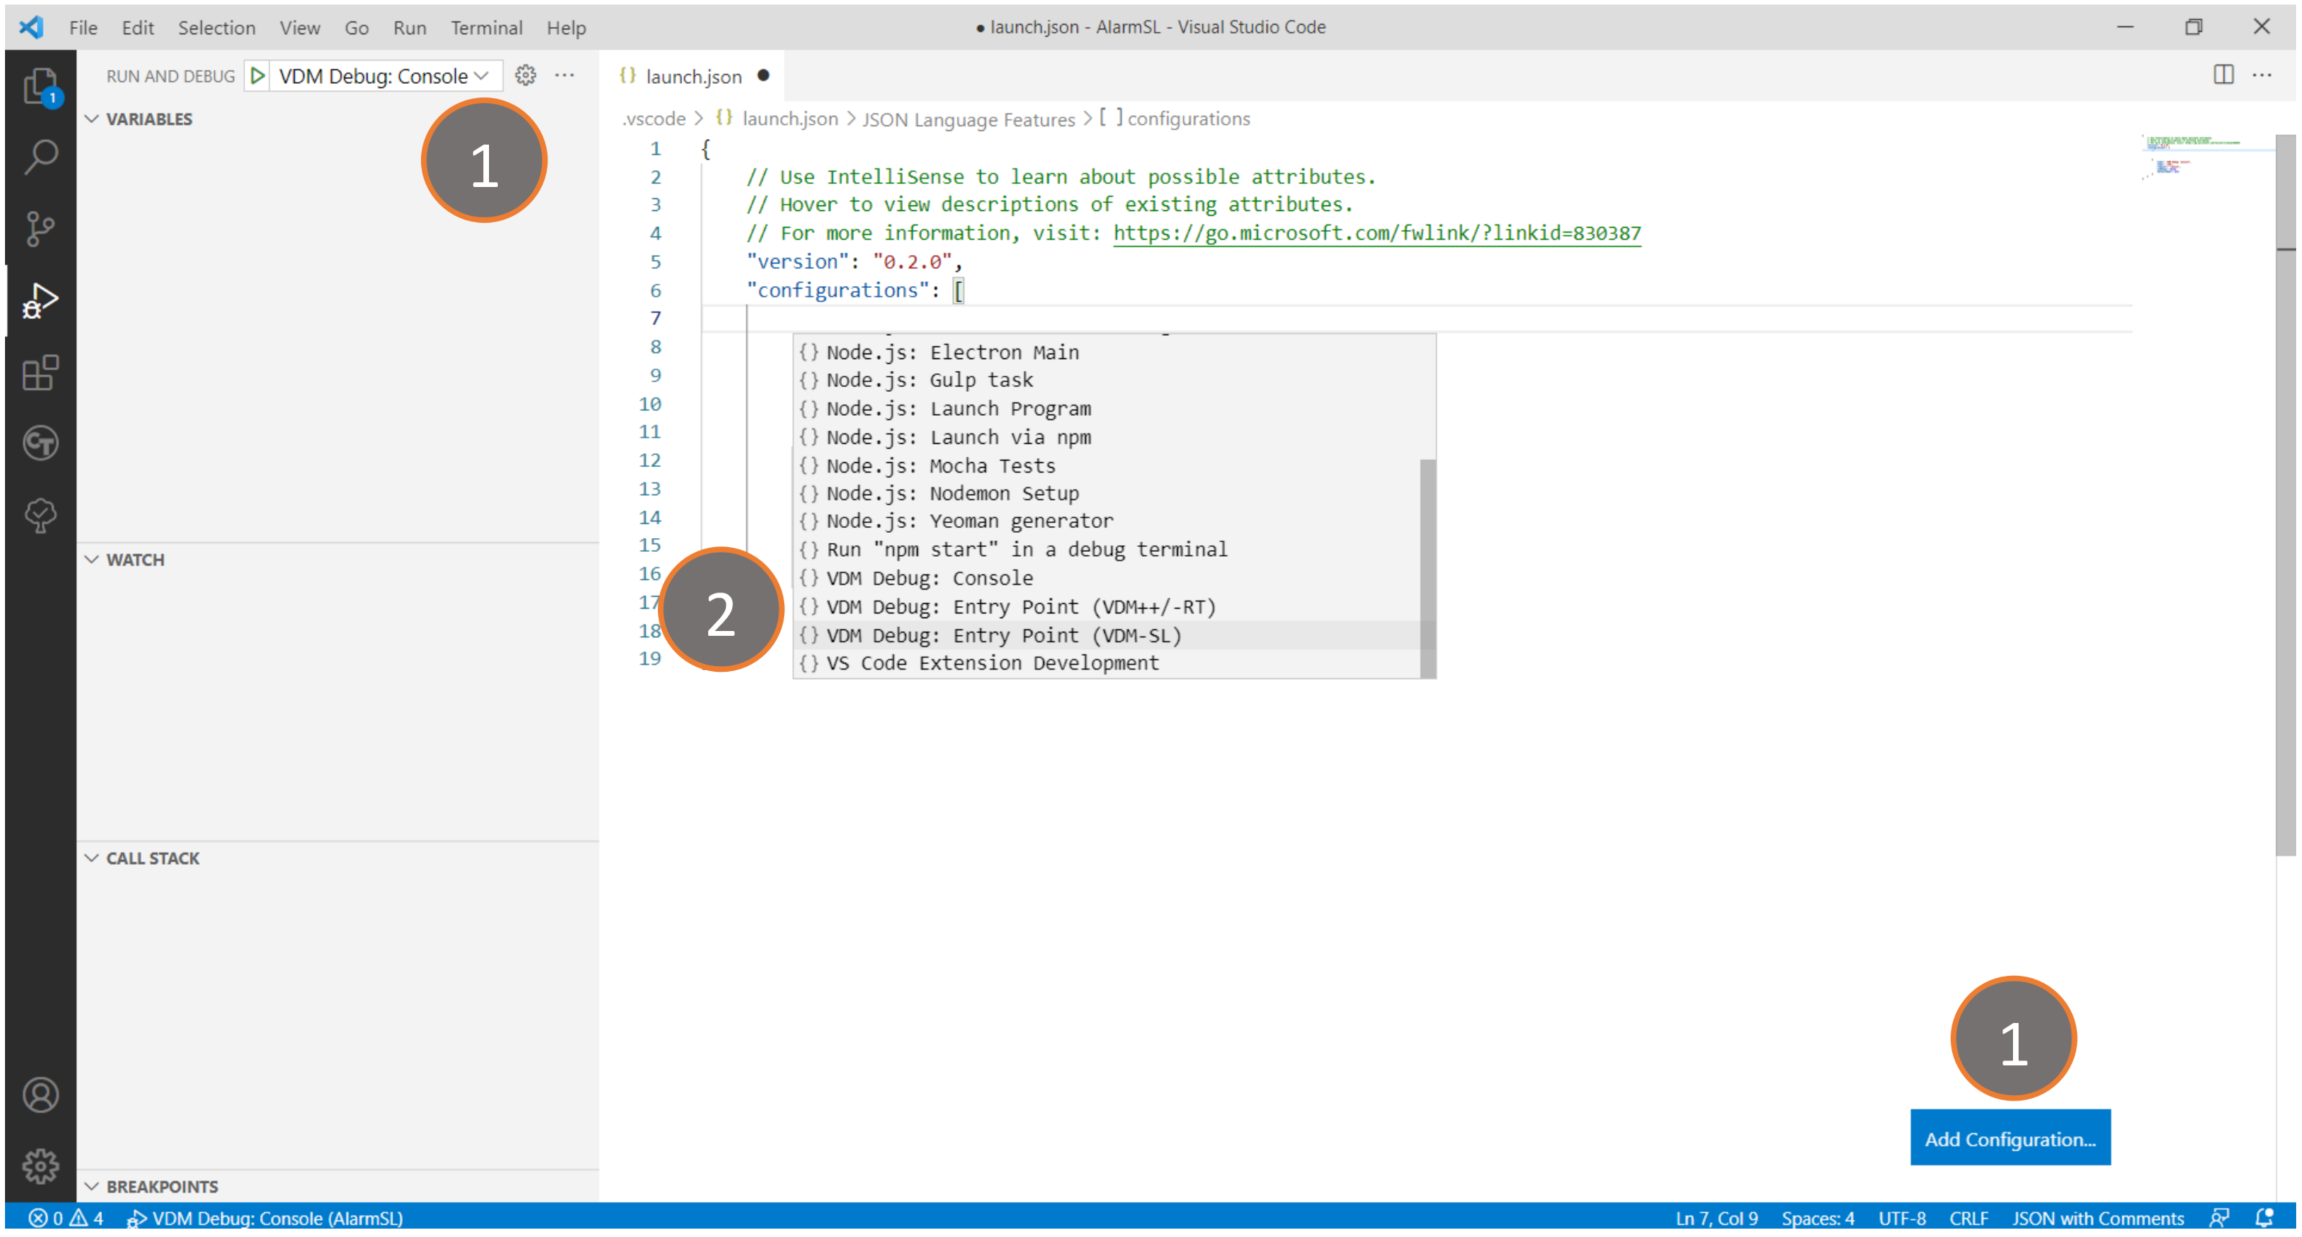 File Edit Selection View Go Run Terminal Help
● launch.json - AlarmSL - Visual Studio Code
RUN AND DEBUG VDM Debug: Console
{} launch.json ●
1
VARIABLES
1
.vscode > {} launch.json > JSON Language Features > [ ] configurations
1 {
2 // Use IntelliSense to learn about possible attributes.
3 // Hover to view descriptions of existing attributes.
4 // For more information, visit: https://go.microsoft.com/fwlink/?linkid=830387
5 "version": "0.2.0",
6 "configurations": [
7
8 {} Node.js: Electron Main
9 {} Node.js: Gulp task
10 {} Node.js: Launch Program
11 {} Node.js: Launch via npm
12 {} Node.js: Mocha Tests
13 {} Node.js: Nodemon Setup
14 {} Node.js: Yeoman generator
15 {} Run "npm start" in a debug terminal
16 {} VDM Debug: Console
17 {} VDM Debug: Entry Point (VDM++/-RT)
18 {} VDM Debug: Entry Point (VDM-SL)
19 {} VS Code Extension Development
2
CT
WATCH
CALL STACK
1
Add Configuration...
BREAKPOINTS
0 4 VDM Debug: Console (AlarmSL)
Ln 7, Col 9 Spaces: 4 UTF-8 CRLF JSON with Comments